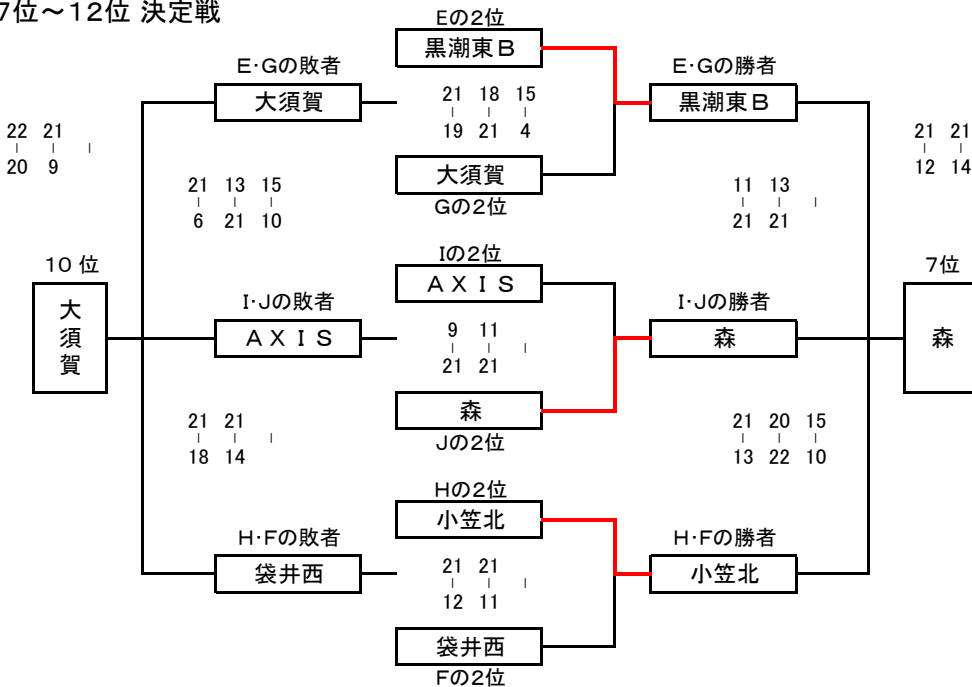 7位～12位 決定戦
Eの2位
黒潮東B
E・Gの敗者
E・Gの勝者
大須賀
黒潮東B
21 18 15
19 21 4
22 21
20 9
21 21
12 14
大須賀
Gの2位
21 13 15
6 21 10
11 13
21 21
Iの2位
AXIS
10 位
7位
I・Jの敗者
I・Jの勝者
大須賀
AXIS
森
森
9 11
21 21
森
Jの2位
21 21
18 14
21 20 15
13 22 10
Hの2位
小笠北
H・Fの敗者
H・Fの勝者
袋井西
小笠北
21 21
12 11
袋井西
Fの2位